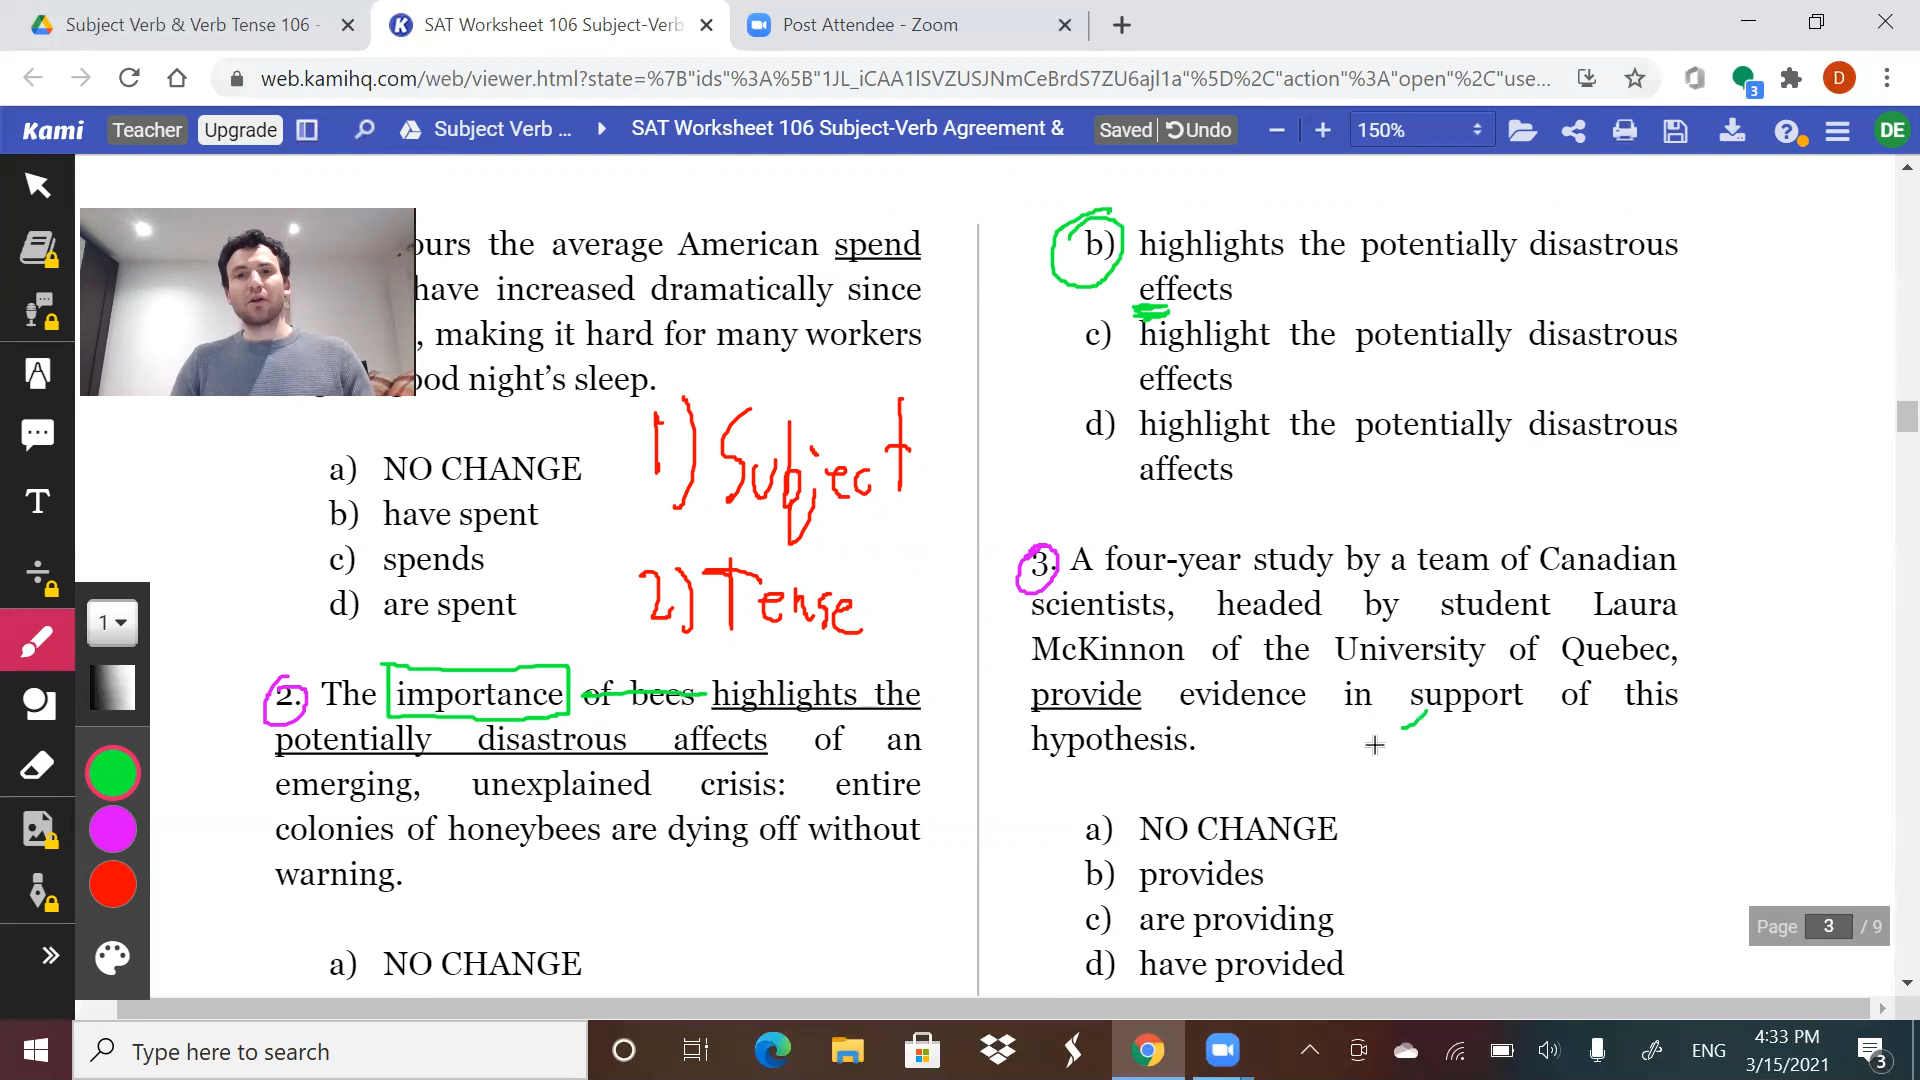 Subject Verb & Verb Tense 106 -
SAT Worksheet 106 Subject-Verb
Post Attendee - Zoom
web.kamihq.com/web/viewer.html?state=%7B"ids"%3A%5B"1JL_iCAA1lSVZUSJNmCeBrdS7ZU6ajl1a"%5D%2C"action"%3A"open"%2C"use...
3
D
Kami
Teacher
Upgrade
Subject Verb ...
SAT Worksheet 106 Subject-Verb Agreement &
Saved
Undo
150%
DE
ours the average American spend
have increased dramatically since
, making it hard for many workers
ood night's sleep.
a) NO CHANGE
b) have spent
c) spends
d) are spent
1) Subject
2) Tense
2. The importance of bees highlights the
potentially disastrous affects of an
emerging, unexplained crisis: entire
colonies of honeybees are dying off without
warning.
a) NO CHANGE
b) highlights the potentially disastrous
effects
c) highlight the potentially disastrous
effects
d) highlight the potentially disastrous
affects
3. A four-year study by a team of Canadian
scientists, headed by student Laura
McKinnon of the University of Quebec,
provide evidence in support of this
hypothesis.
a) NO CHANGE
b) provides
c) are providing
d) have provided
1
Page 3 / 9
Type here to search
ENG
4:33 PM
3/15/2021
3